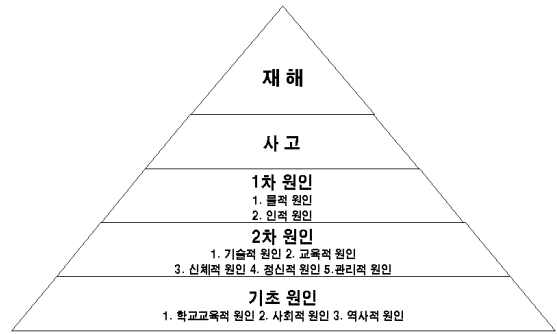 재 해
사 고
1차 원인
1. 물적 원인
2. 인적 원인
2차 원인
1. 기술적 원인 2. 교육적 원인
3. 신체적 원인 4. 정신적 원인 5.관리적 원인
기초 원인
1. 학교교육적 원인 2. 사회적 원인 3. 역사적 원인